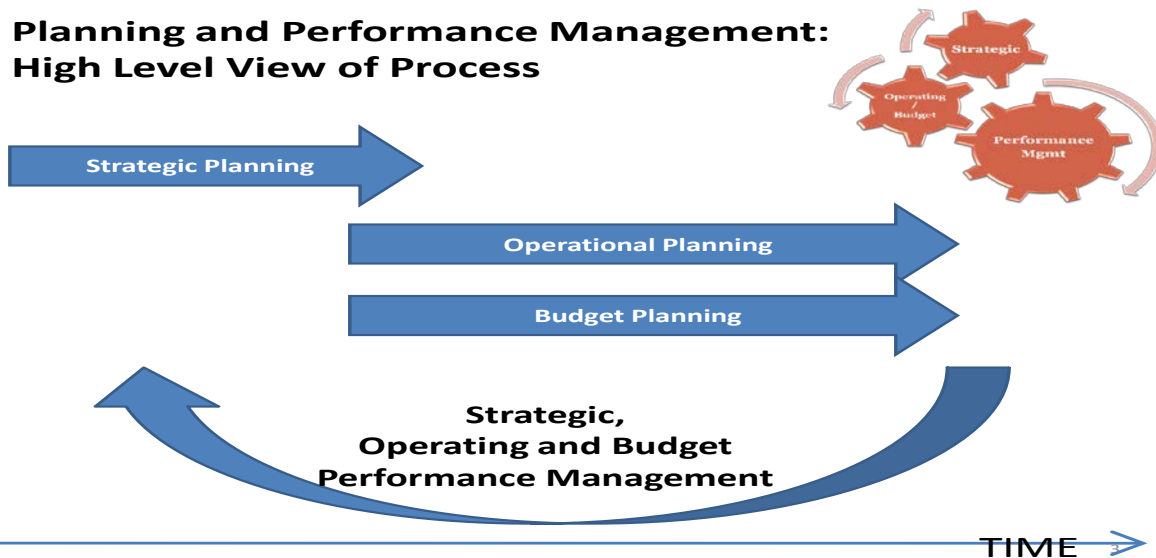 Planning and Performance Management:
High Level View of Process
Strategic
Operating
/
Budget
Performance
Mgmt
Strategic Planning
Operational Planning
Budget Planning
Strategic,
Operating and Budget
Performance Management
TIME
3